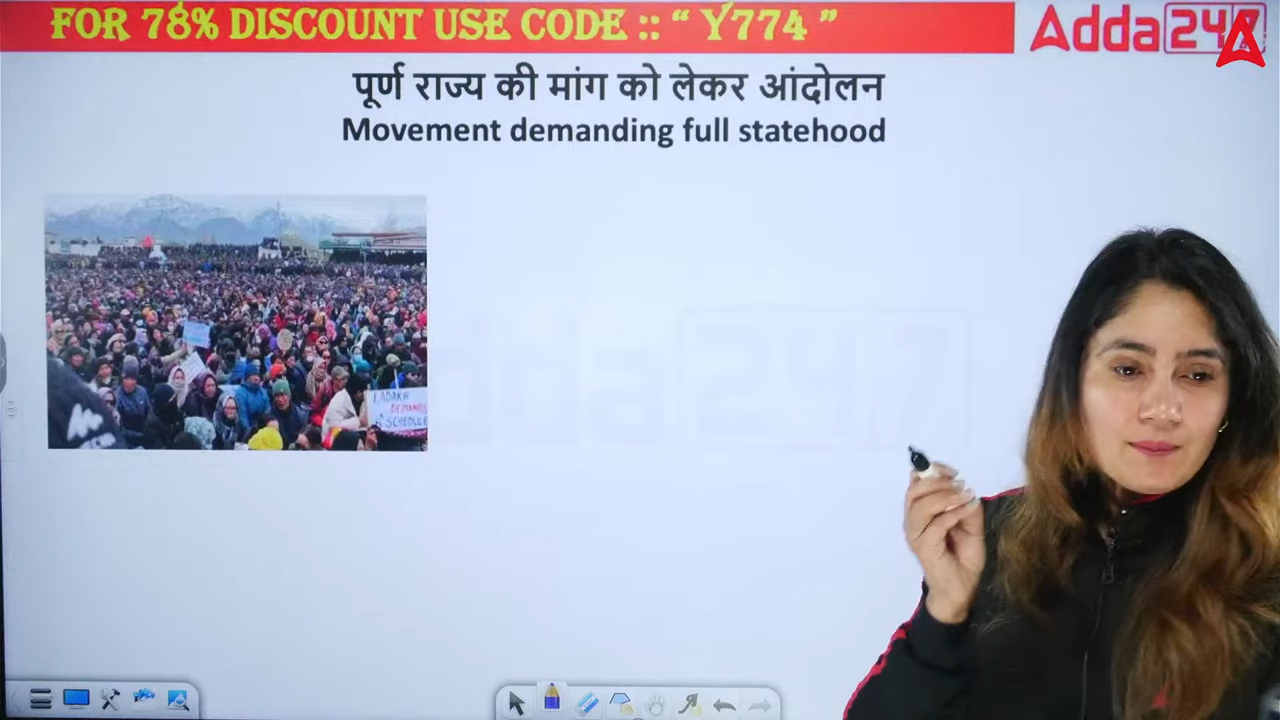 FOR 78% DISCOUNT USE CODE :: “ Y774 ”
Adda247
पूर्ण राज्य की मांग को लेकर आंदोलन
Movement demanding full statehood
LADAKH
DEMANDS
SCHEDULE